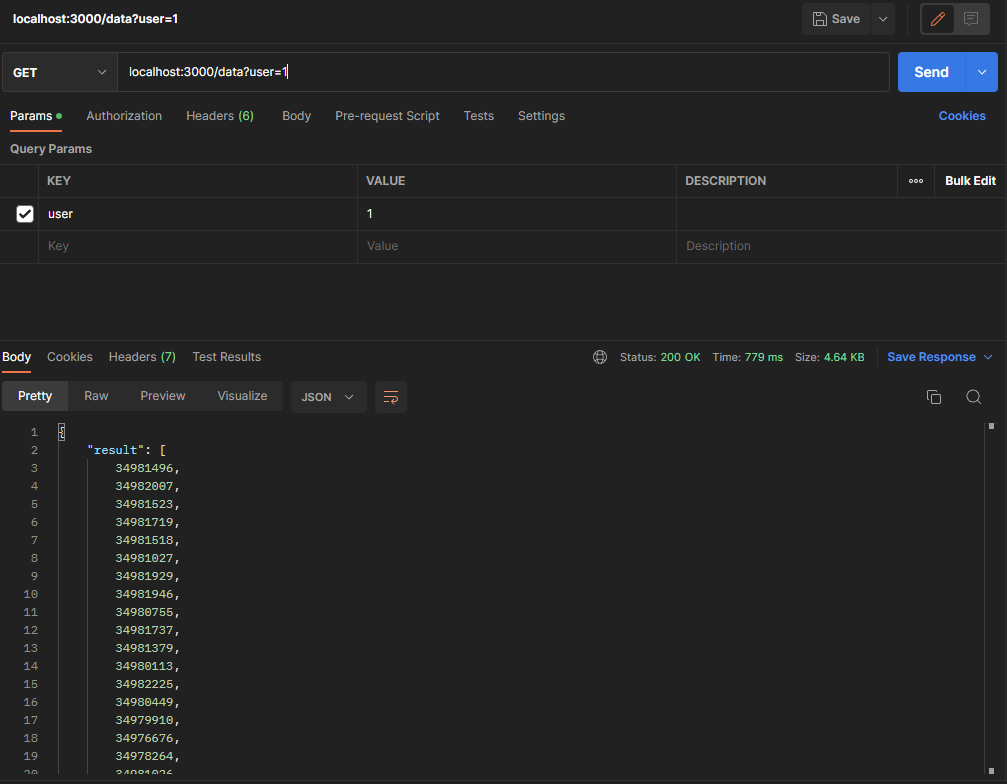 localhost:3000/data?user=1 Save
GET localhost:3000/data?user=1 Send
Params Authorization Headers (6) Body Pre-request Script Tests Settings Cookies
Query Params
KEY VALUE DESCRIPTION Bulk Edit
user 1
Key Value Description
Body Cookies Headers (7) Test Results Status: 200 OK Time: 779 ms Size: 4.64 KB Save Response
Pretty Raw Preview Visualize JSON
1 {
2 "result": [
3 34981496,
4 34982007,
5 34981523,
6 34981719,
7 34981518,
8 34981027,
9 34981929,
10 34981946,
11 34980755,
12 34981737,
13 34981379,
14 34980113,
15 34982225,
16 34980449,
17 34979910,
18 34976676,
19 34978264,
20 34981026,